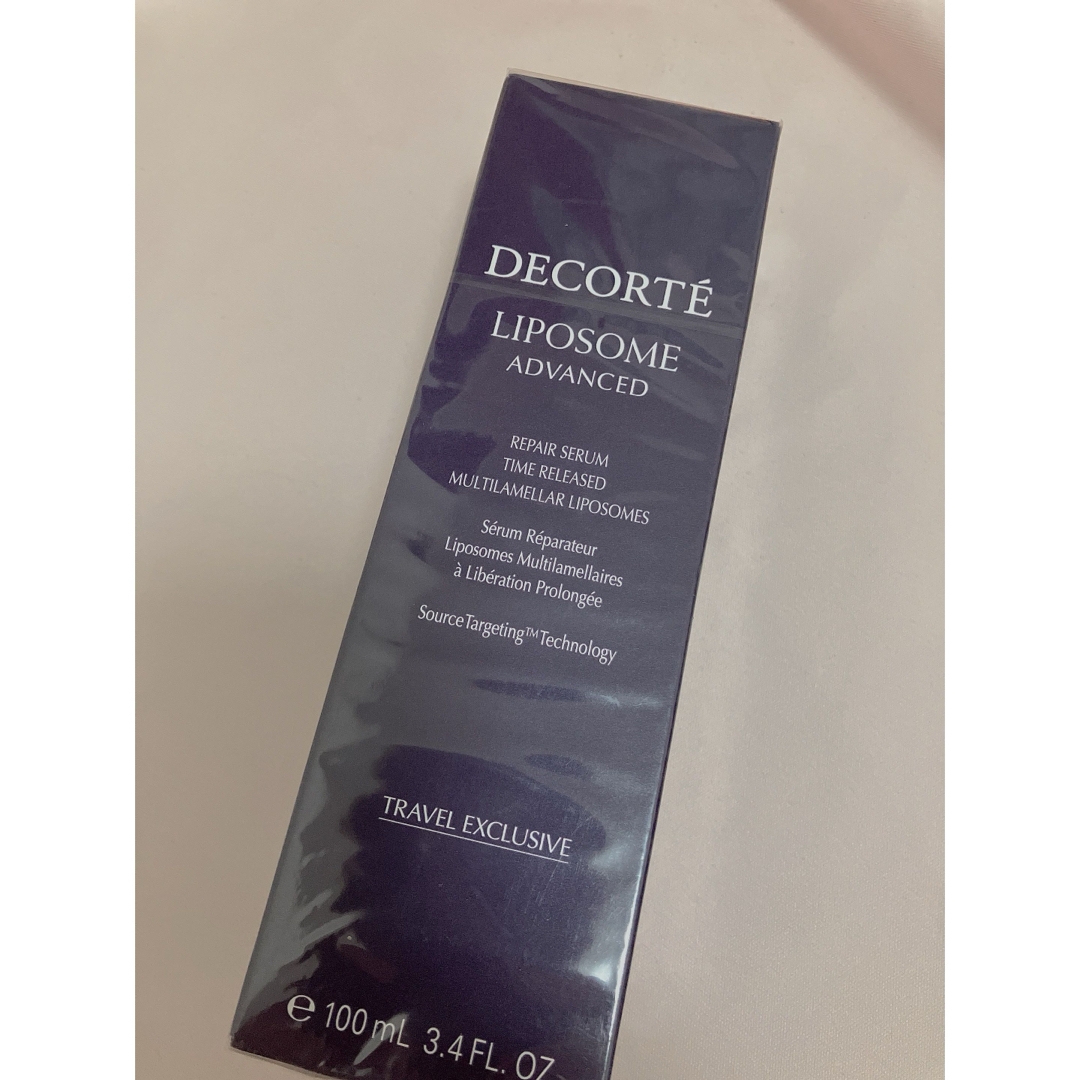 DECORTÉ
LIPOSOME
ADVANCED
REPAIR SERUM
TIME RELEASED
MULTILAMELLAR LIPOSOMES
Sérum Réparateur
Liposomes Multilamellaires
à Libération Prolongée
SourceTargeting™Technology
TRAVEL EXCLUSIVE
℮ 100 mL 3.4 FL. OZ